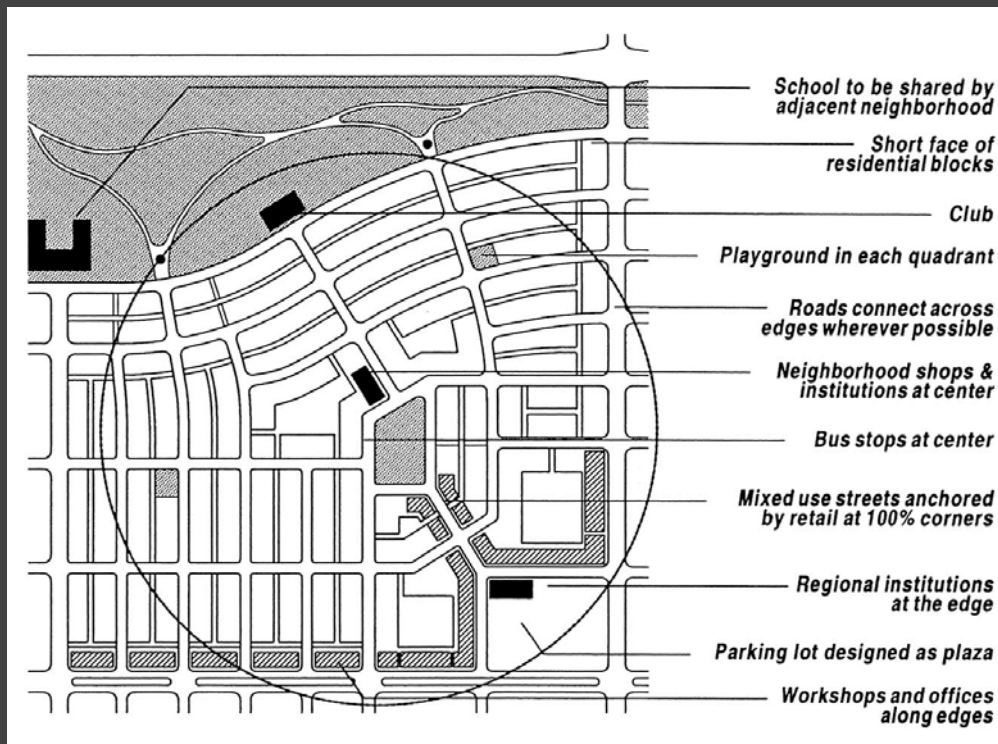 School to be shared by
adjacent neighborhood
Short face of
residential blocks
Club
Playground in each quadrant
Roads connect across
edges wherever possible
Neighborhood shops &
institutions at center
Bus stops at center
Mixed use streets anchored
by retail at 100% corners
Regional institutions
at the edge
Parking lot designed as plaza
Workshops and offices
along edges